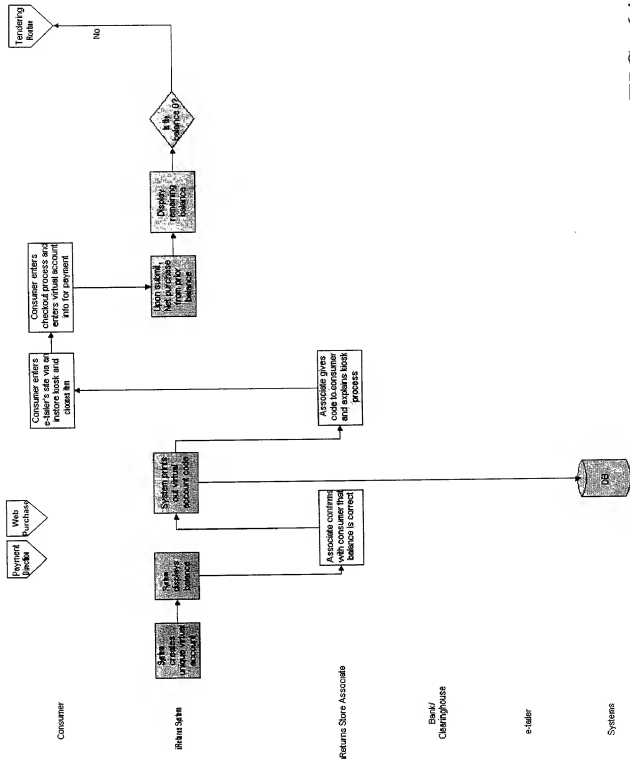 Tendering
Routine
No
Is the
balance 0?
Display
remaining
balance
Upon submit,
Net purchase
from prior
balance
Consumer enters
checkout process and
enters virtual account
info for payment
Consumer enters
e-tailer's site via an
instore kiosk and
Associate gives
code to consumer
and explains kiosk
process
System prints
out virtual
account code
DB
Associate confirms
with consumer that
balance is correct
System
displays
balance
System
creates
unique virtual
account
Web
Purchase
Payment
Direction
Consumer
iReturns System
iReturns Store Associate
Bank/
Clearinghouse
e-tailer
Systems